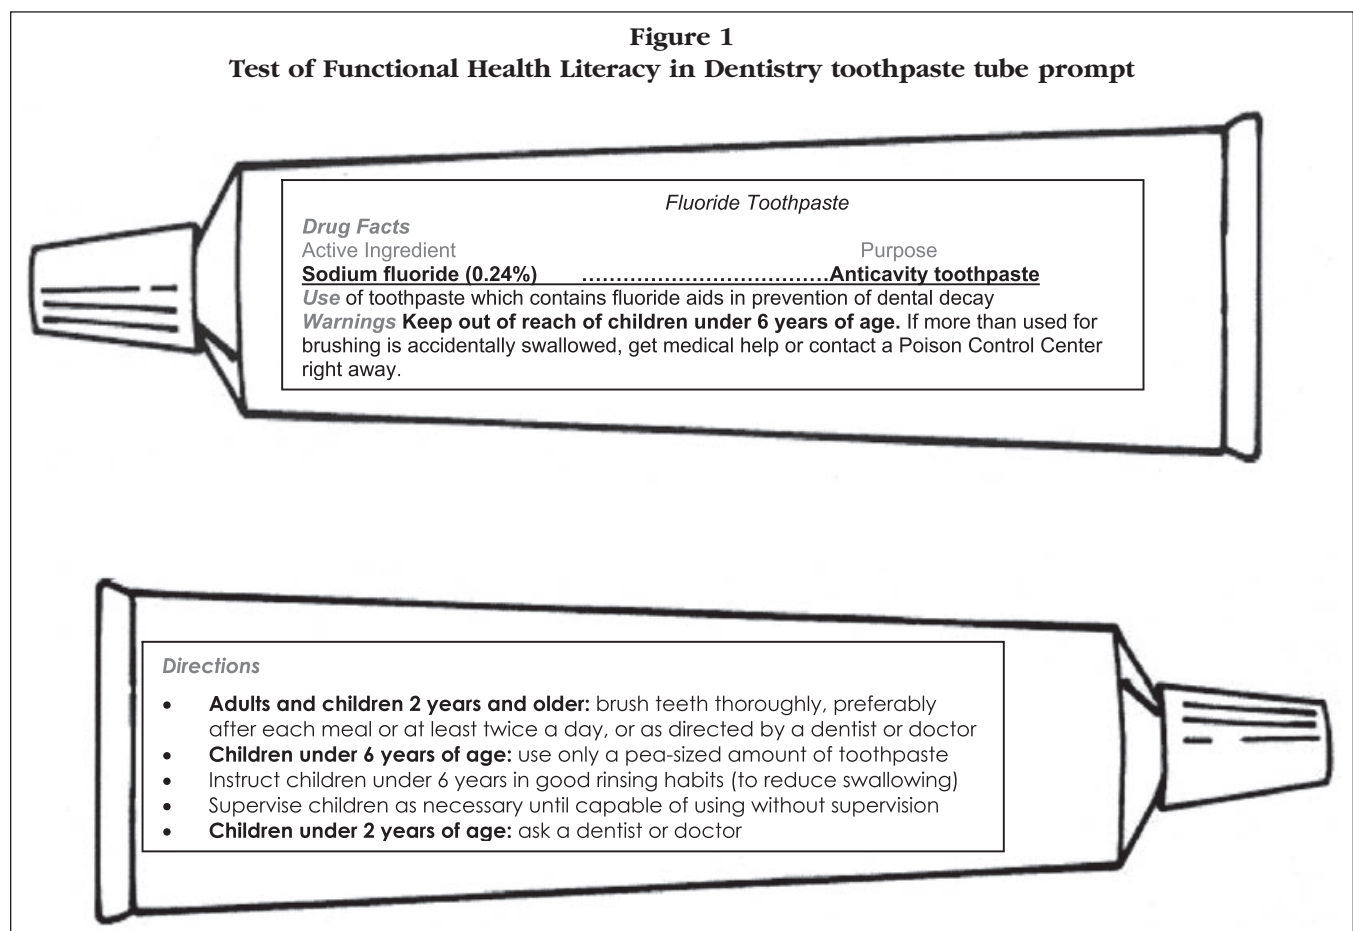 Figure 1
Test of Functional Health Literacy in Dentistry toothpaste tube prompt
Fluoride Toothpaste
Drug Facts
Active Ingredient Purpose
Sodium fluoride (0.24%) ....................................Anticavity toothpaste
Use of toothpaste which contains fluoride aids in prevention of dental decay
Warnings Keep out of reach of children under 6 years of age. If more than used for
brushing is accidentally swallowed, get medical help or contact a Poison Control Center
right away.
Directions
• Adults and children 2 years and older: brush teeth thoroughly, preferably
after each meal or at least twice a day, or as directed by a dentist or doctor
• Children under 6 years of age: use only a pea-sized amount of toothpaste
• Instruct children under 6 years in good rinsing habits (to reduce swallowing)
• Supervise children as necessary until capable of using without supervision
• Children under 2 years of age: ask a dentist or doctor